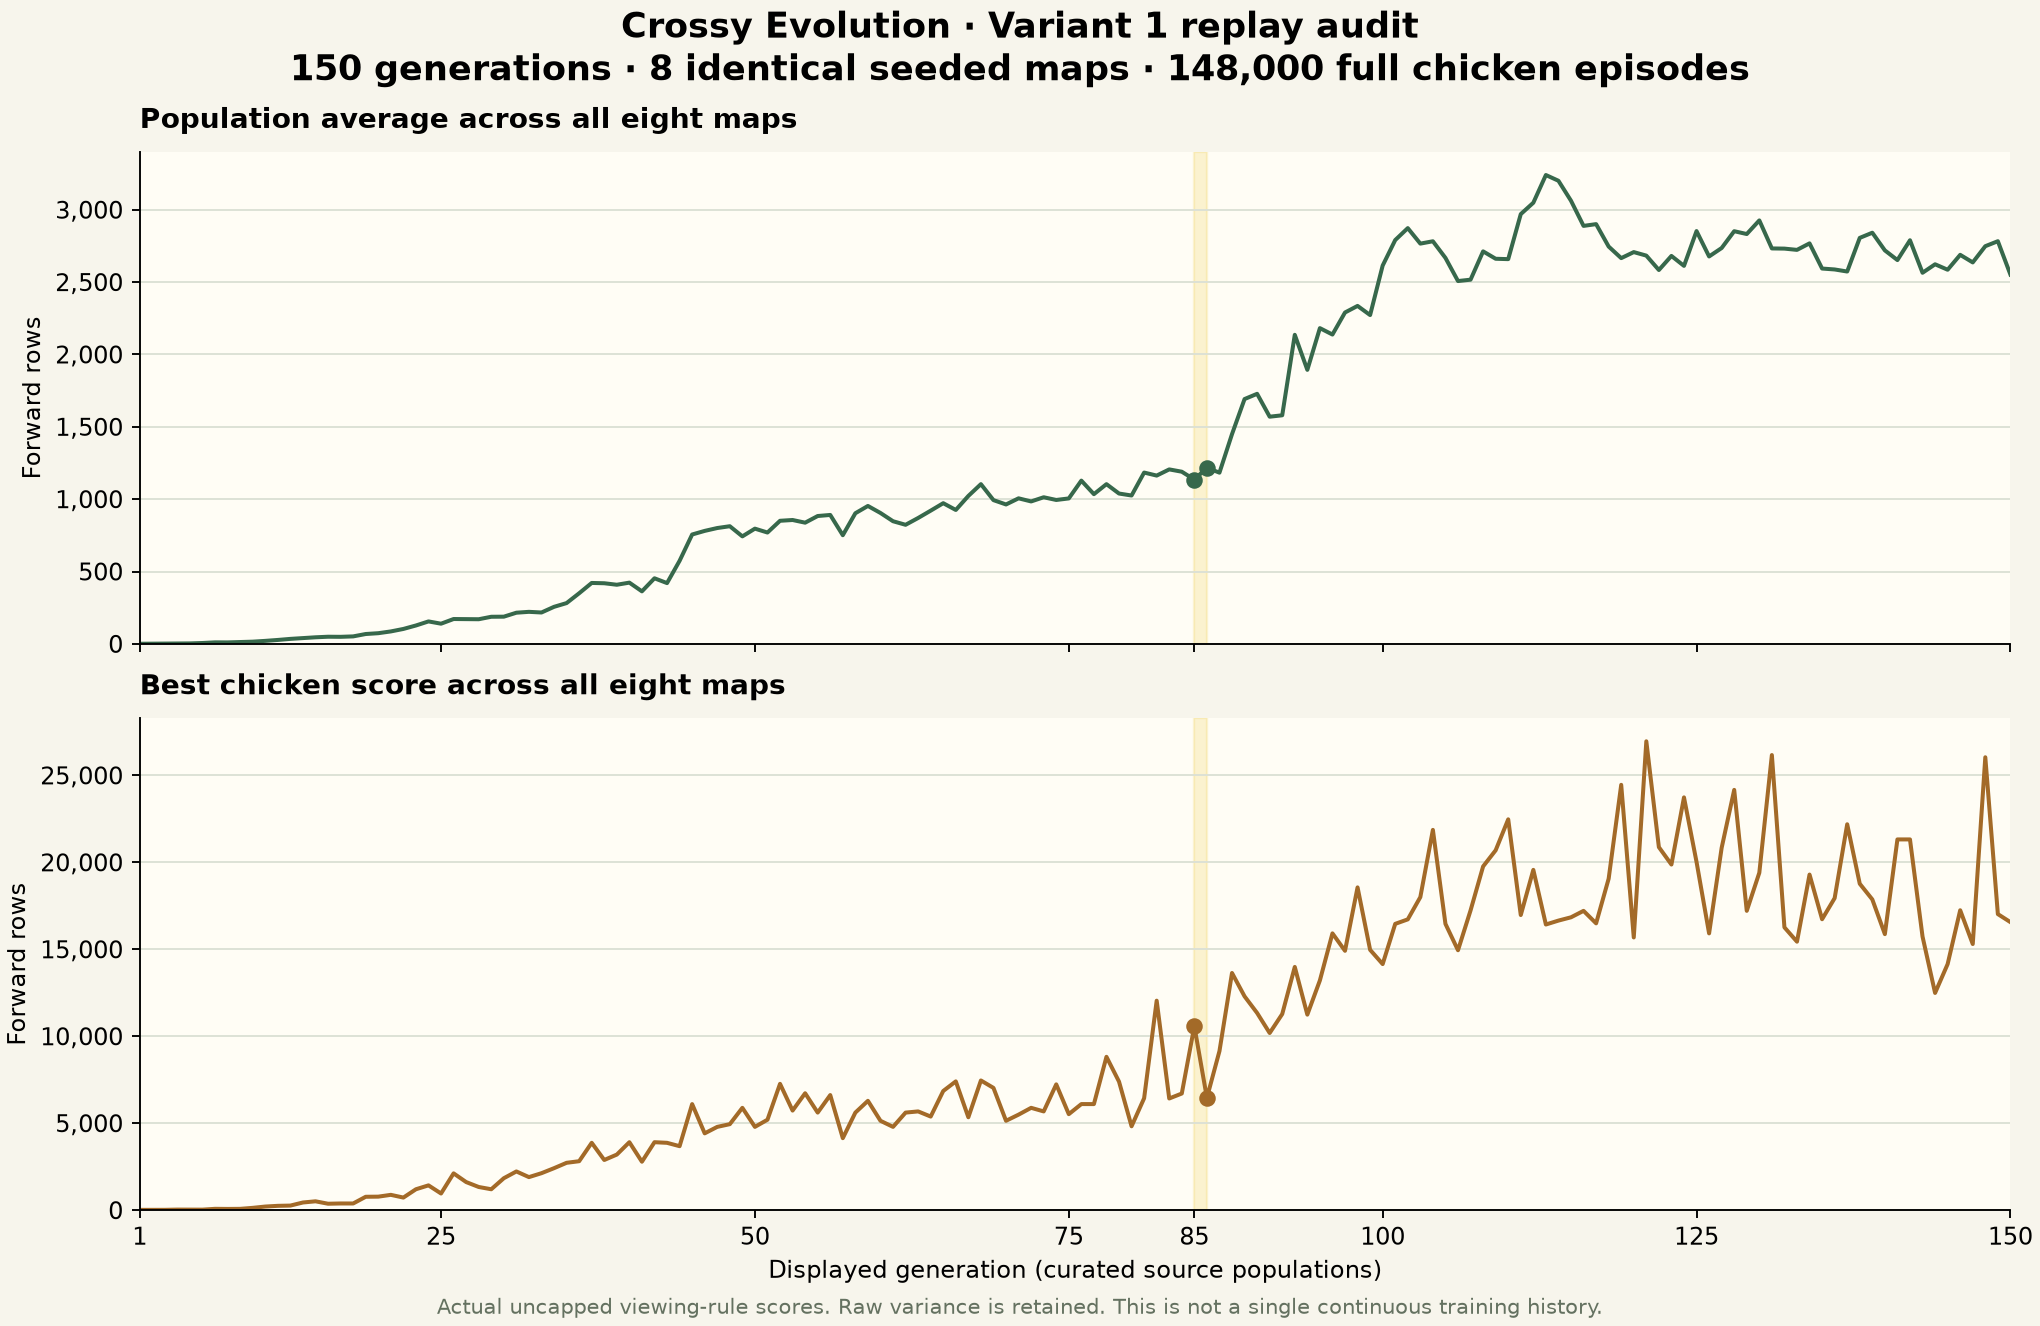 Crossy Evolution · Variant 1 replay audit
150 generations · 8 identical seeded maps · 148,000 full chicken episodes
Population average across all eight maps
Forward rows
3,000
2,500
2,000
1,500
1,000
500
0
Best chicken score across all eight maps
Forward rows
25,000
20,000
15,000
10,000
5,000
0
1 25 50 75 85 100 125 150
Displayed generation (curated source populations)
Actual uncapped viewing-rule scores. Raw variance is retained. This is not a single continuous training history.